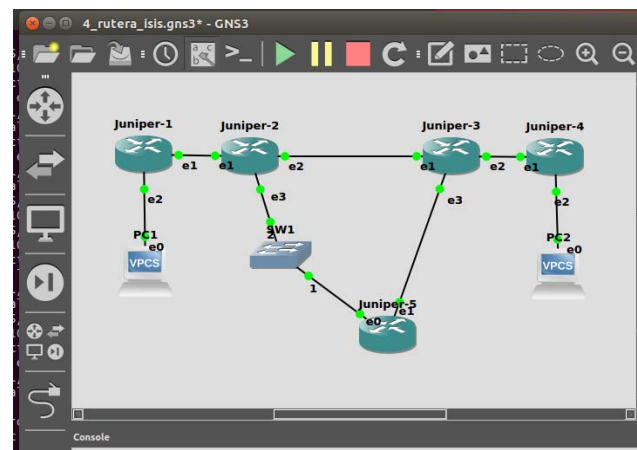 4_rutera_isis.gns3* - GNS3
a c
b
>_
Juniper-1
Juniper-2
Juniper-3
Juniper-4
e1
e1
e2
e1
e2
e1
e2
e3
e3
e2
PC1
e0
VPCS
2
SW1
PC2
e0
VPCS
1
Juniper-5
e0
e1
Console